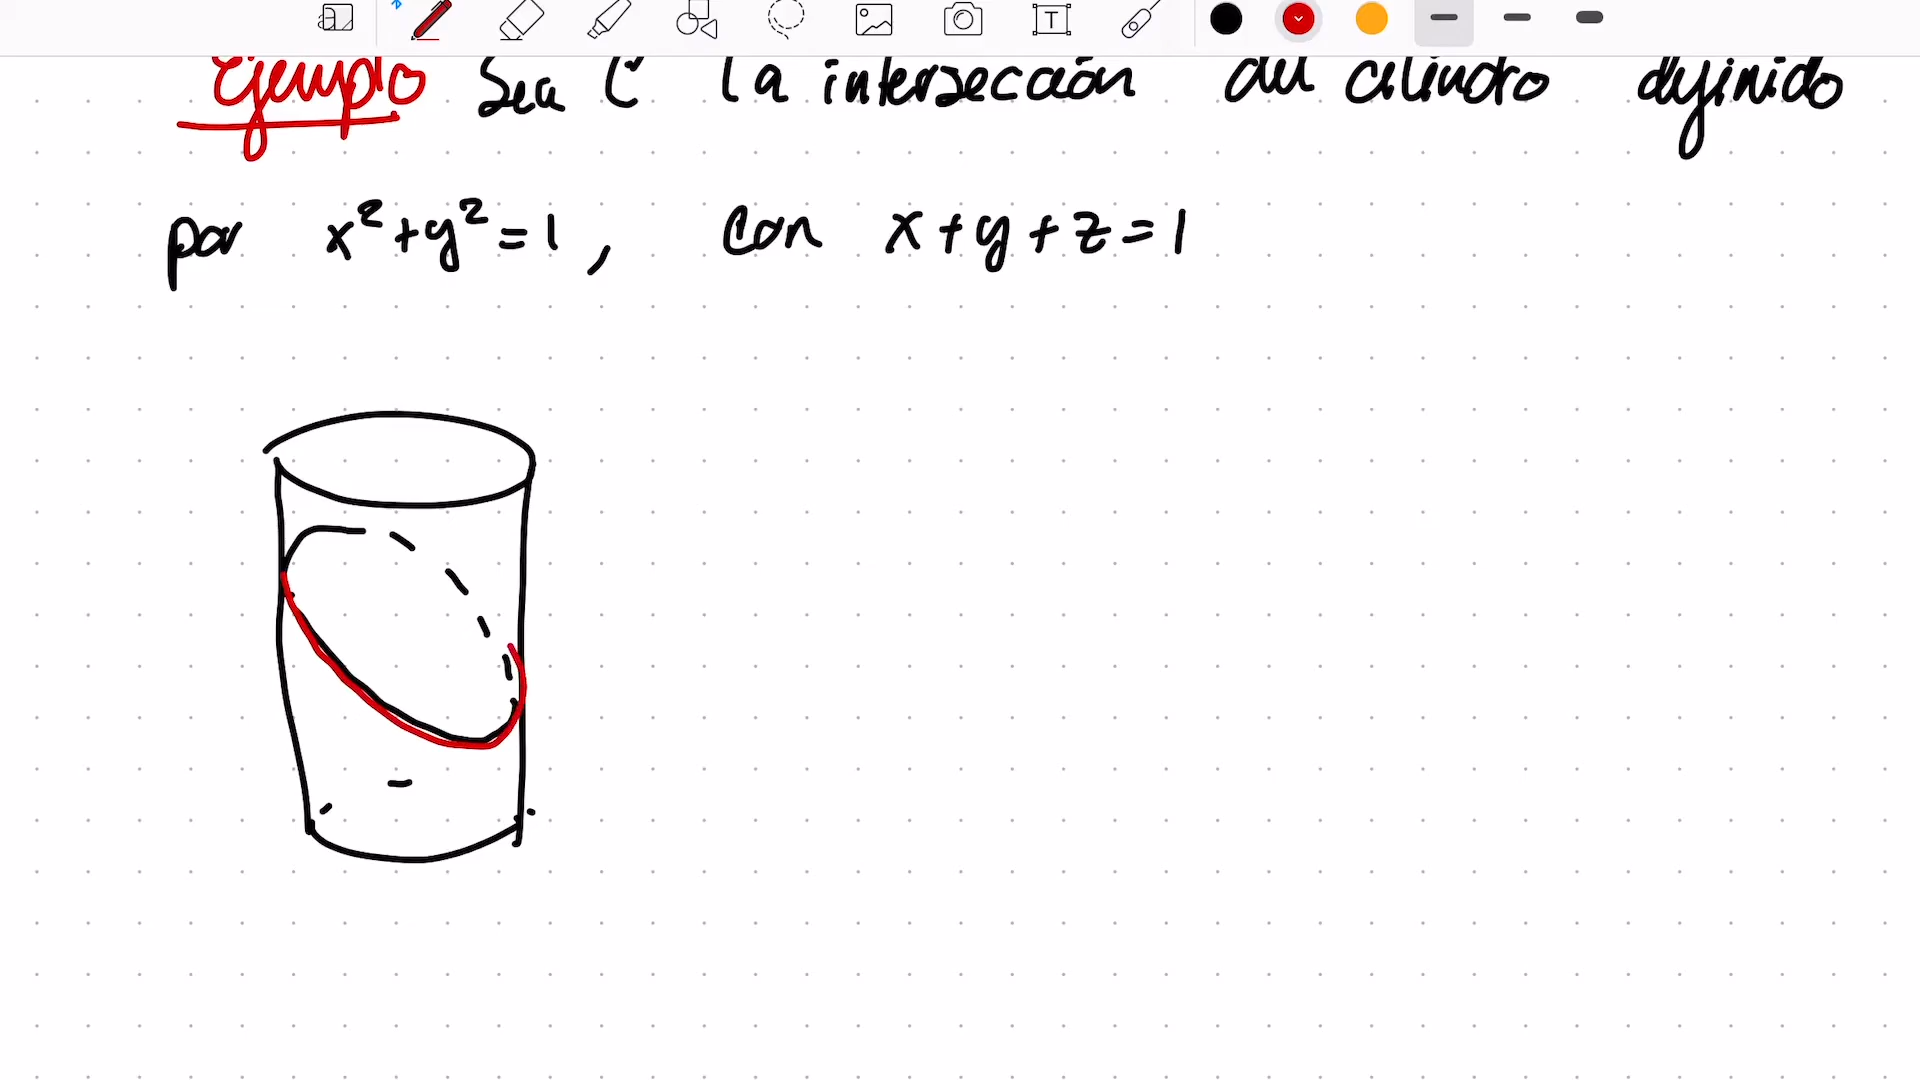 Ejemplo Sea C la intersección del cilindro definido
por x²+y²=1, con x+y+z=1